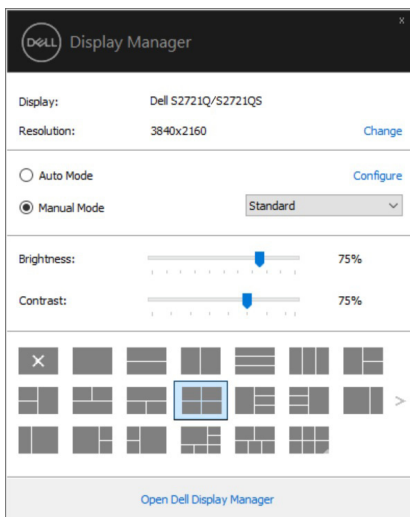 x
DELL Display Manager
Display: Dell S2721Q/S2721QS
Resolution: 3840x2160 Change
Auto Mode Configure
Manual Mode Standard
Brightness: 75%
Contrast: 75%
Open Dell Display Manager